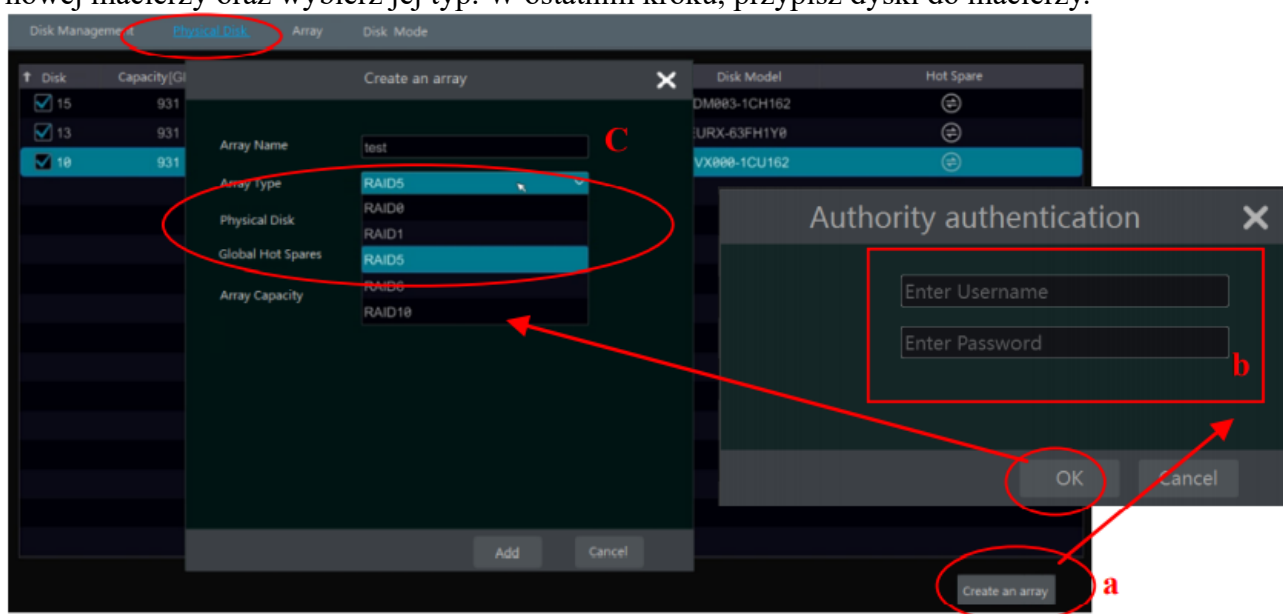 nowej macierzy oraz wybierz jej typ. W ostatnim kroku, przypisz dyski do macierzy.
Disk Management Physical Disk Array Disk Mode
Disk Capacity[GB Create an array Disk Model Hot Spare
15 931 DM003-1CH162
13 931 EURX-63FH1Y0
10 931 VX000-1CU162
Array Name test C
Array Type RAID5
Physical Disk RAID0
RAID1
Global Hot Spares RAID5
RAID6
Array Capacity
RAID10
Add Cancel
Authority authentication
Enter Username
Enter Password
b
OK Cancel
Create an array a